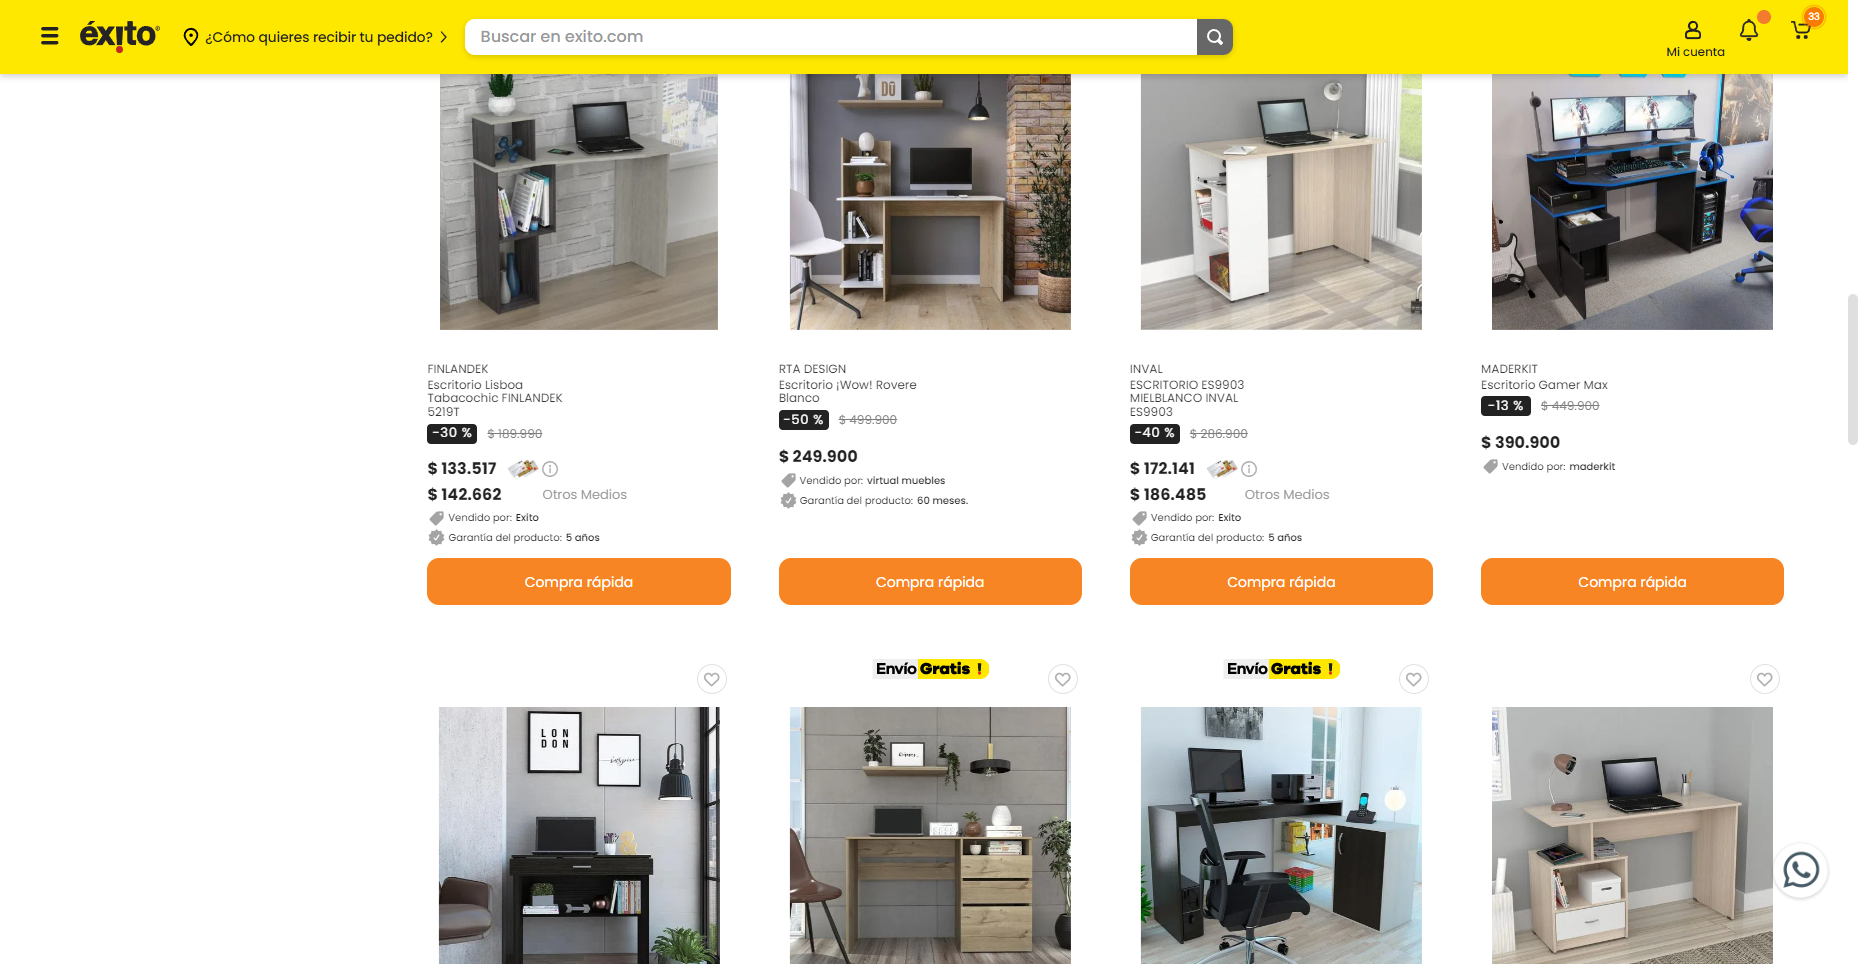 éxito
¿Cómo quieres recibir tu pedido?
Buscar en exito.com
Mi cuenta
33
FINLANDEK
Escritorio Lisboa
Tabacochic FINLANDEK
5219T
-30 %
$ 189.990
$ 133.517
$ 142.662
Otros Medios
Vendido por: Exito
Garantía del producto: 5 años
Compra rápida
RTA DESIGN
Escritorio ¡Wow! Rovere
Blanco
-50 %
$ 499.900
$ 249.900
Vendido por: virtual muebles
Garantía del producto: 60 meses.
Compra rápida
INVAL
ESCRITORIO ES9903
MIELBLANCO INVAL
ES9903
-40 %
$ 286.900
$ 172.141
$ 186.485
Otros Medios
Vendido por: Exito
Garantía del producto: 5 años
Compra rápida
MADERKIT
Escritorio Gamer Max
-13 %
$ 449.900
$ 390.900
Vendido por: maderkit
Compra rápida
Envío Gratis !
Envío Gratis !
LON
DON
inspire